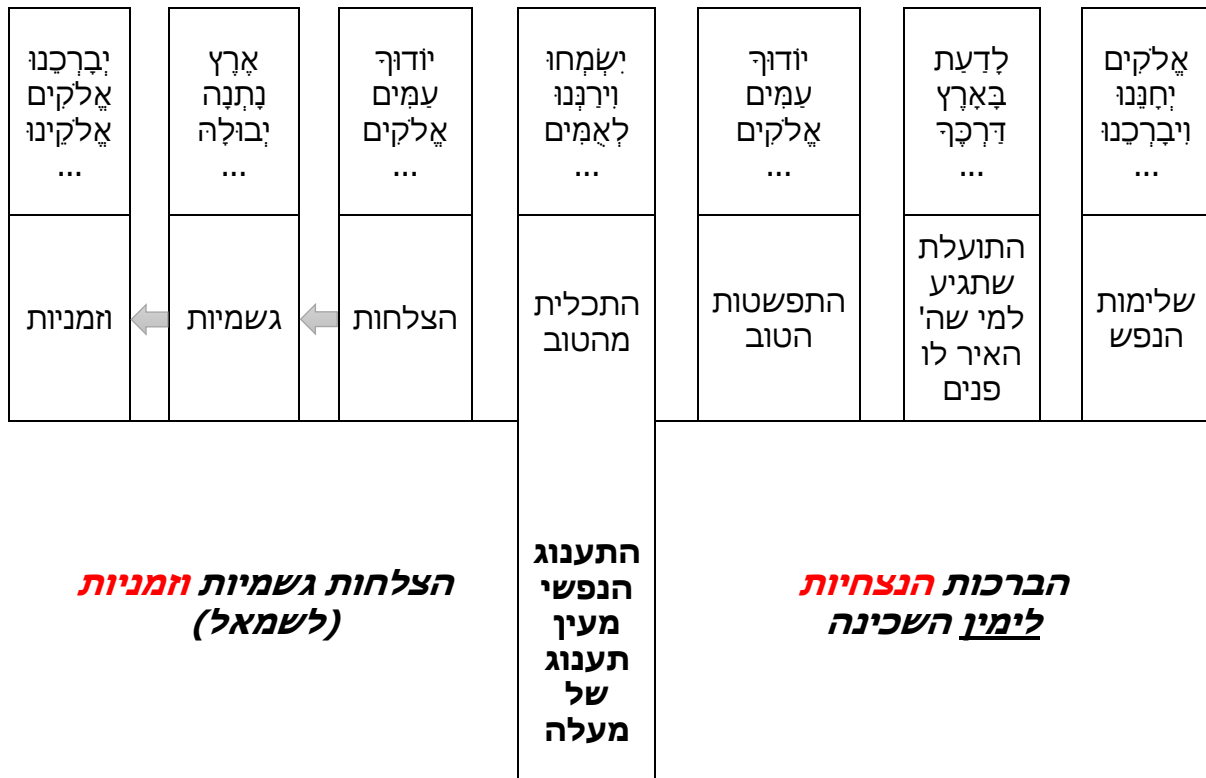 אֱלֹקִים
יְחָנֵּנוּ
וִיבָרְכֵנוּ
...
לָדַעַת
בָּאָרֶץ
דַּרְכֶּךָ
...
יוֹדוּךָ
עַמִּים
אֱלֹקִים
...
יִשְׂמְחוּ
וִירַנְּנוּ
לְאֻמִּים
...
יוֹדוּךָ
עַמִּים
אֱלֹקִים
...
אֶרֶץ
נָתְנָה
יְבוּלָהּ
...
יְבָרְכֵנוּ
אֱלֹקִים
אֱלֹקֵינוּ
...
שלימות
הנפש
התועלת
שתגיע
למי שה'
האיר לו
פנים
התפשטות
הטוב
התכלית
מהטוב
הצלחות
גשמיות
וזמניות
הברכות הנצחיות
לימין השכינה
התענוג
הנפשי
מעין
תענוג
של
מעלה
הצלחות גשמיות וזמניות
(לשמאל)